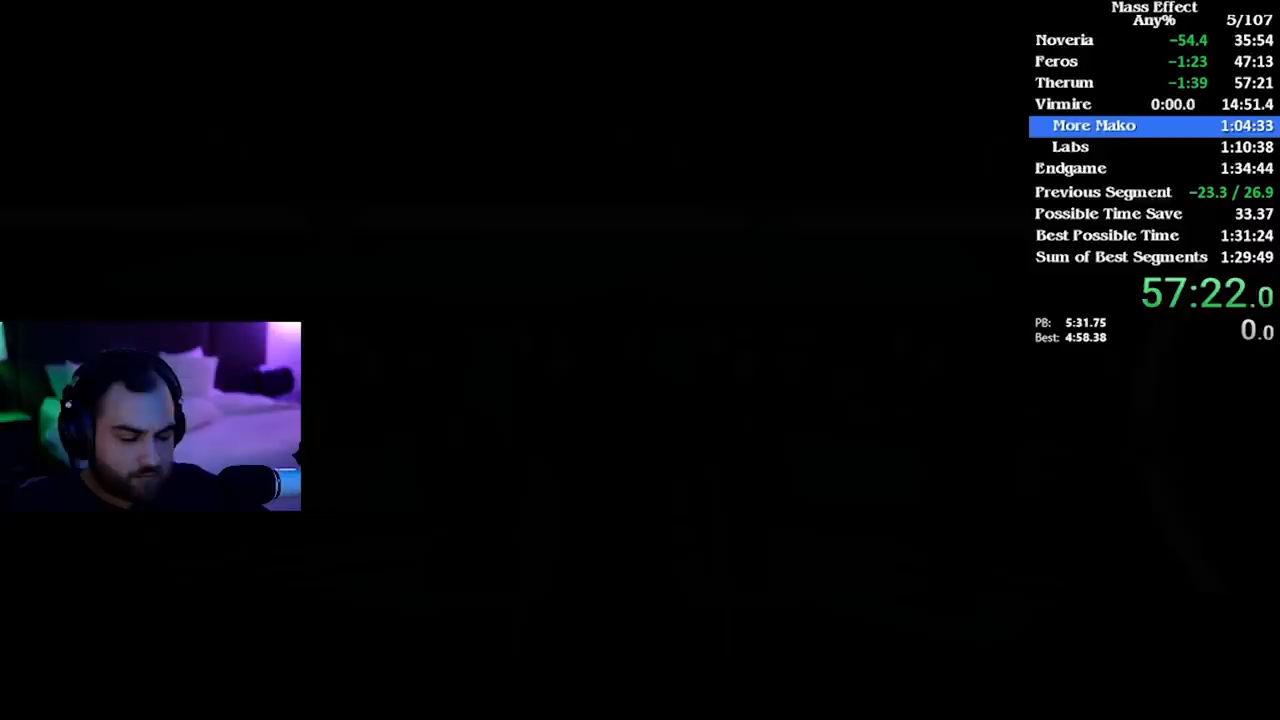 Mass Effect
Any% 5/107
Noveria −54.4 35:54
Feros −1:23 47:13
Therum −1:39 57:21
Virmire 0:00.0 14:51.4
More Mako 1:04:33
Labs 1:10:38
Endgame 1:34:44
Previous Segment −23.3 / 26.9
Possible Time Save 33.37
Best Possible Time 1:31:24
Sum of Best Segments 1:29:49
57:22.0
PB: 5:31.75 0.0
Best: 4:58.38